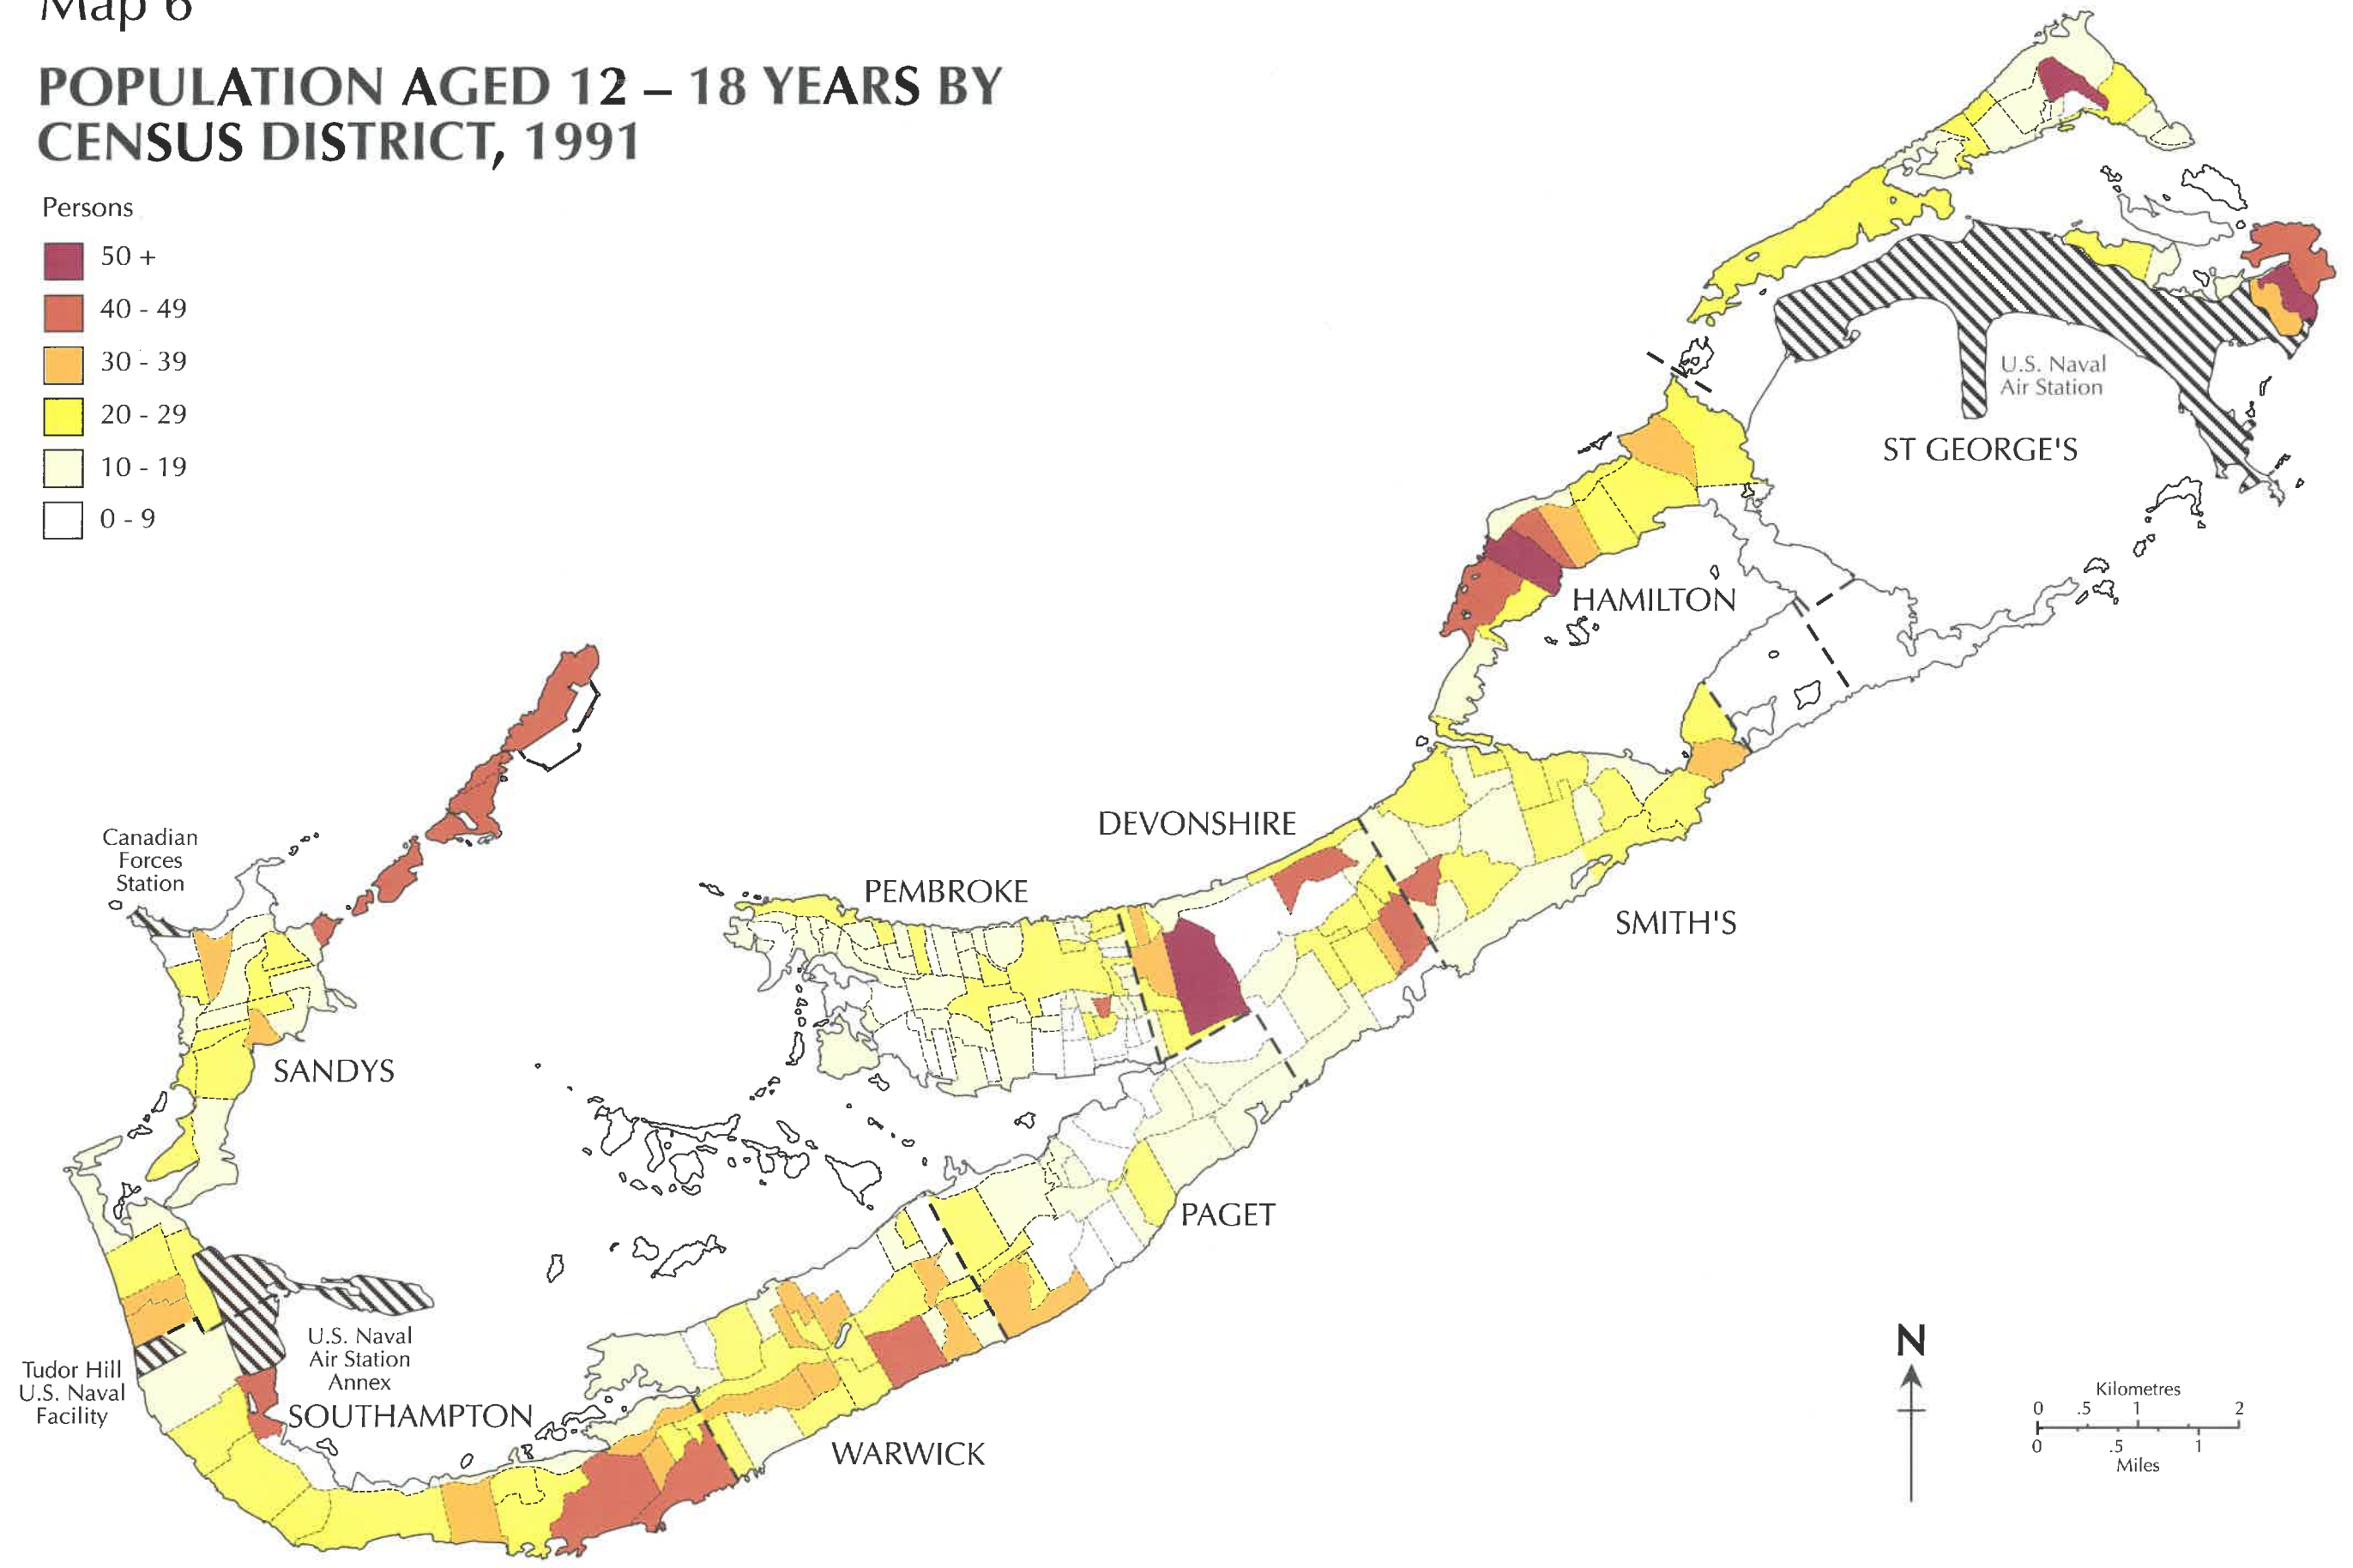 Map 6
POPULATION AGED 12 – 18 YEARS BY
CENSUS DISTRICT, 1991
Persons
50 +
40 - 49
30 - 39
20 - 29
10 - 19
0 - 9
U.S. Naval
Air Station
ST GEORGE'S
HAMILTON
DEVONSHIRE
PEMBROKE
SMITH'S
Canadian
Forces
Station
SANDYS
PAGET
U.S. Naval
Air Station
Annex
Tudor Hill
U.S. Naval
Facility
SOUTHAMPTON
WARWICK
N
Kilometres
0 .5 1 2
0 .5 1
Miles